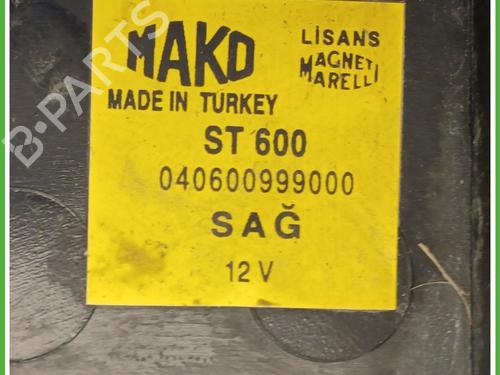 MAKO
LİSANS
MAGNETI
MARELLI
MADE IN TURKEY
ST 600
040600999000
SAĞ
12 V
B-PARTS